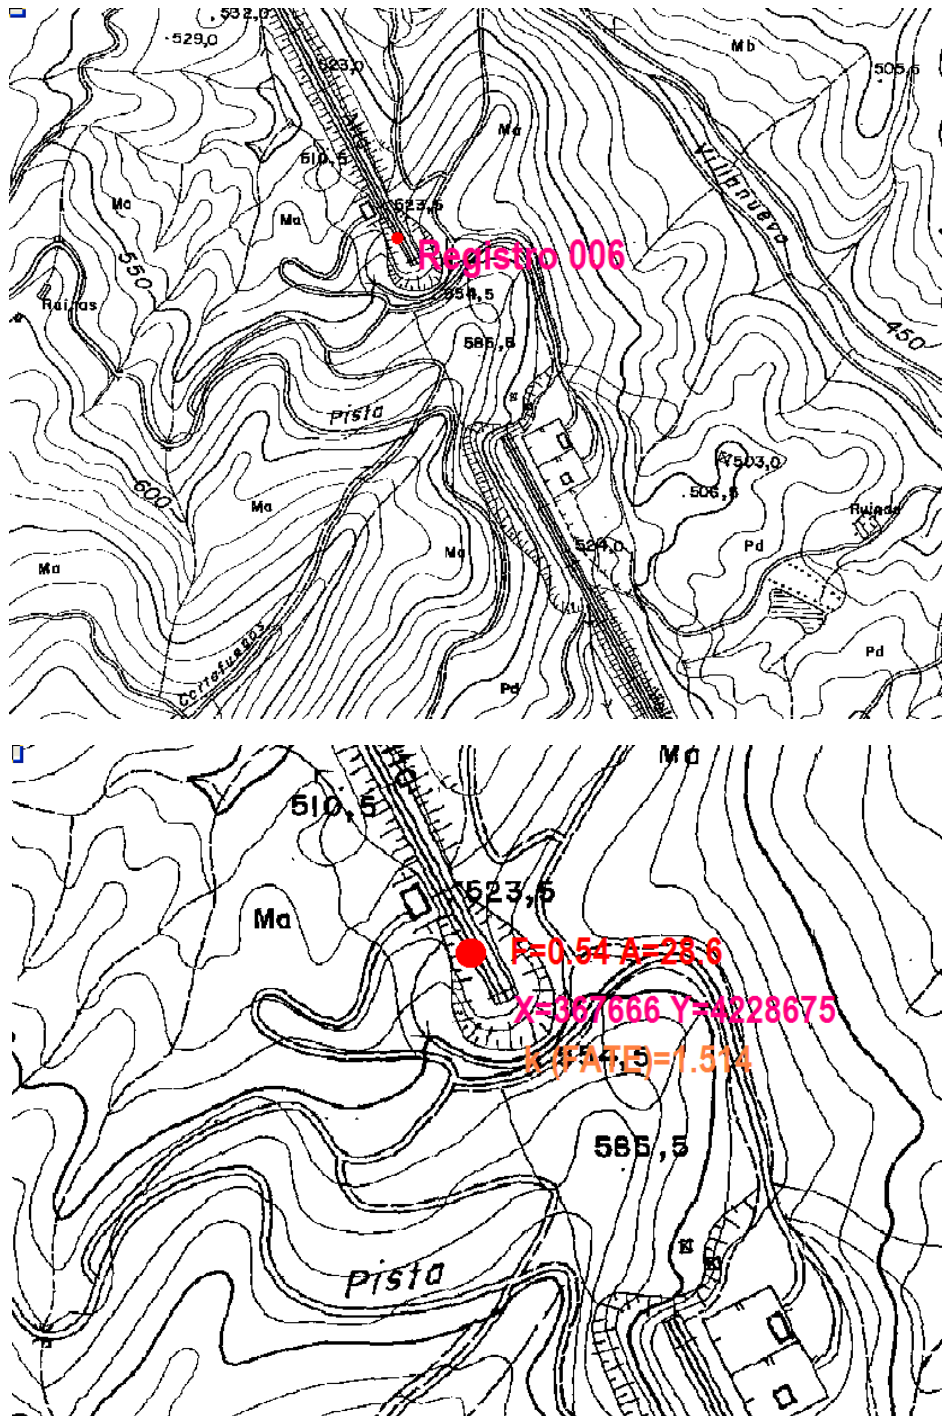 532,0
529,0
Mb
523,0
505,5
Ma
510,5
Villanueva
Ma
Ma
523,5
Registro 006
550
554,5
Ruinas
450
585,5
Pista
503,0
600
506,5
Ma
Ruinas
524,0
Ma
Ma
Pd
Cortafuegos
Pd
Pd
Ma
510,5
523,5
Ma
F=0.54 A=28.6
X=367666 Y=4228675
k (FATE)=1.514
585,5
Pista